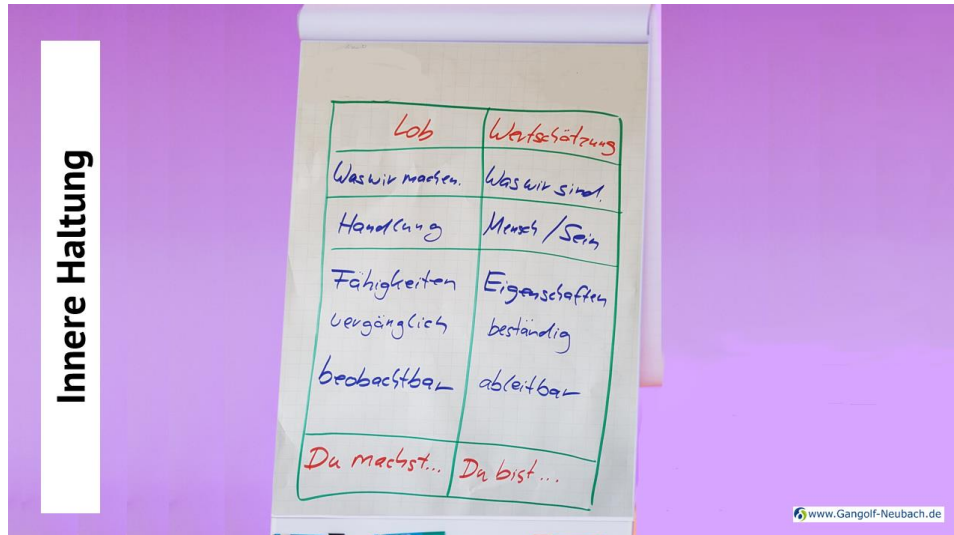 Innere Haltung
Lob Wertschätzung
Was wir machen. Was wir sind.
Handlung Mensch / Sein
Fähigkeiten Eigenschaften
vergänglich beständig
beobachtbar ableitbar
Du machst... Du bist...
www.Gangolf-Neubach.de